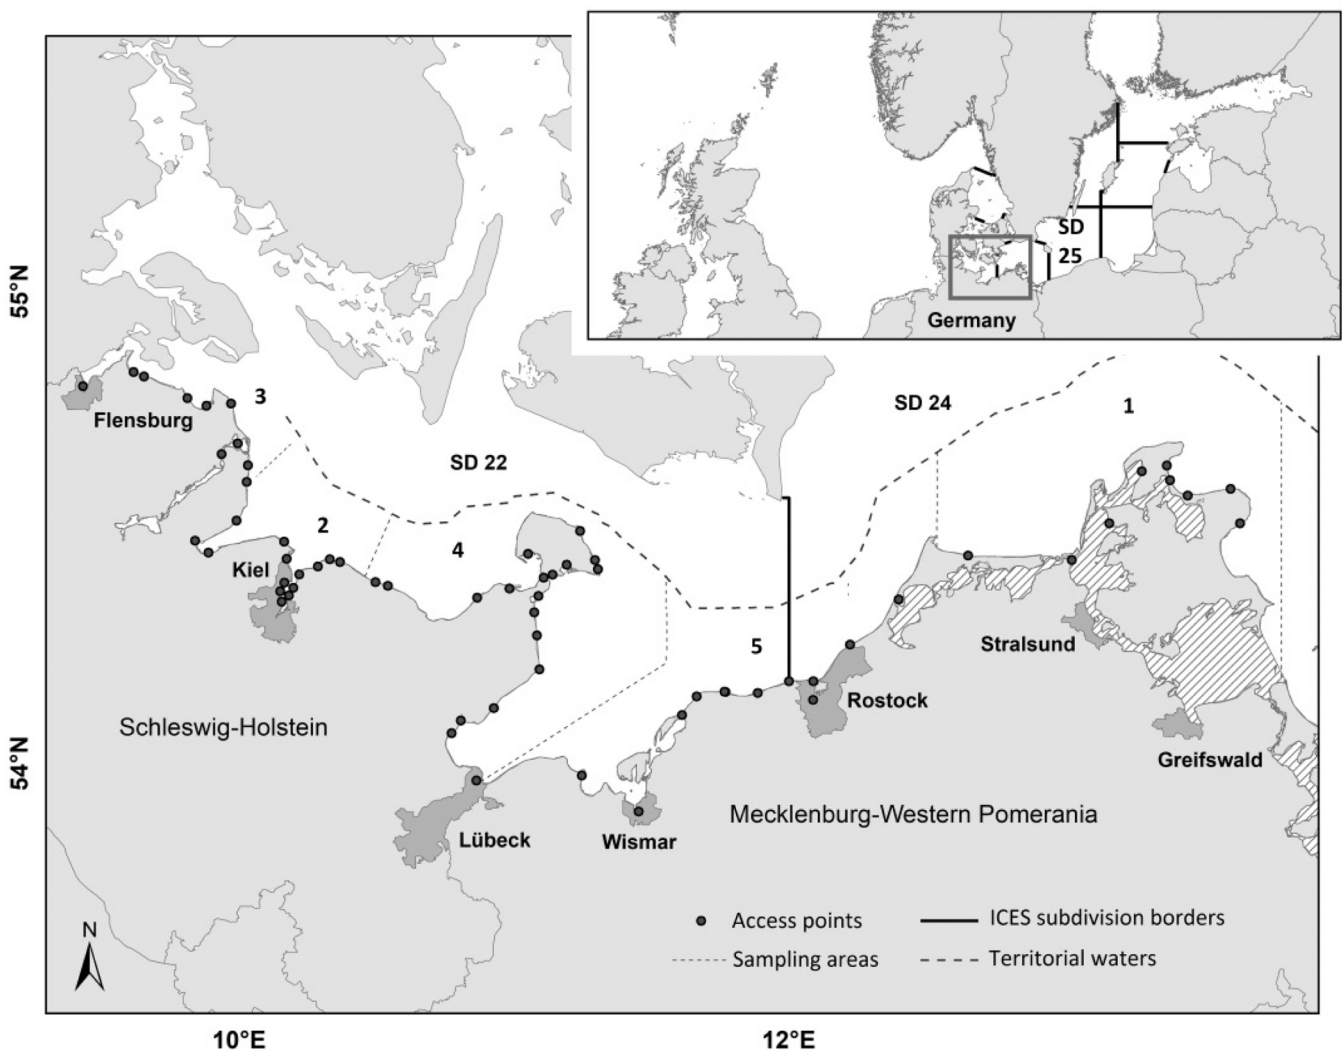 55°N
54°N
SD
25
Germany
3
Flensburg
SD 24
1
SD 22
2
4
Kiel
5
Stralsund
Rostock
Schleswig-Holstein
Greifswald
Mecklenburg-Western Pomerania
Lübeck
Wismar
N
Access points
ICES subdivision borders
Sampling areas
Territorial waters
10°E
12°E